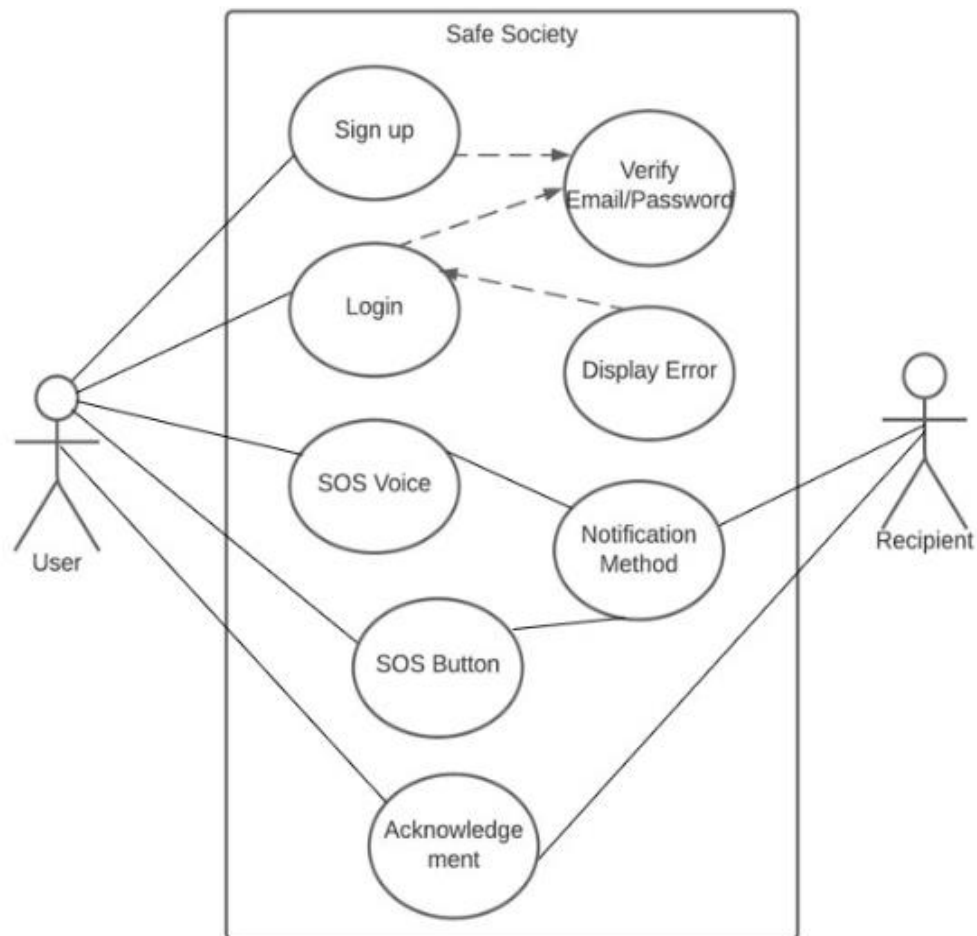 Safe Society
Sign up
Verify
Email/Password
Login
Display Error
SOS Voice
Notification
Method
User
Recipient
SOS Button
Acknowledge
ment